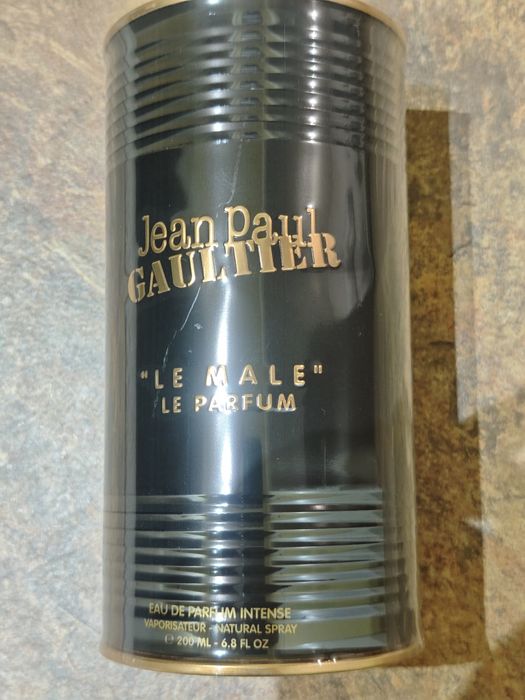 Jean Paul
GAULTIER
"LE MALE"
LE PARFUM
EAU DE PARFUM INTENSE
VAPORISATEUR - NATURAL SPRAY
℮ 200 ML - 6.8 FL OZ